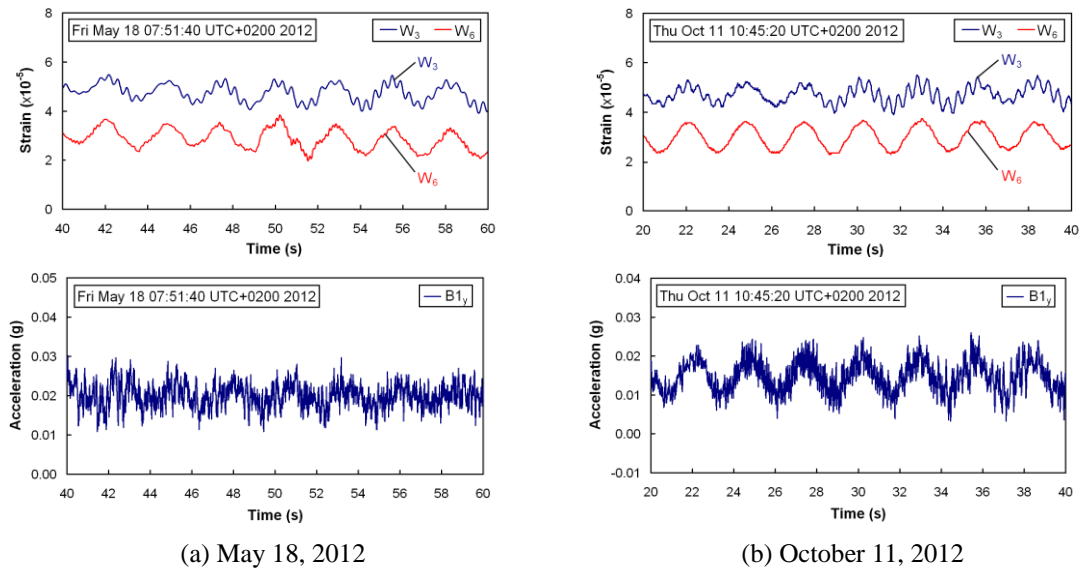 Fri May 18 07:51:40 UTC+0200 2012
W3 W6
8
6
4
2
0
Strain (x10-5)
W3
W6
40 42 44 46 48 50 52 54 56 58 60
Time (s)
Thu Oct 11 10:45:20 UTC+0200 2012
W3 W6
8
6
4
2
0
Strain (x10-5)
W3
W6
20 22 24 26 28 30 32 34 36 38 40
Time (s)
Fri May 18 07:51:40 UTC+0200 2012
B1y
0.05
0.04
0.03
0.02
0.01
0.00
Acceleration (g)
40 42 44 46 48 50 52 54 56 58 60
Time (s)
(a) May 18, 2012
Thu Oct 11 10:45:20 UTC+0200 2012
B1y
0.04
0.03
0.02
0.01
0.00
-0.01
Acceleration (g)
20 22 24 26 28 30 32 34 36 38 40
Time (s)
(b) October 11, 2012